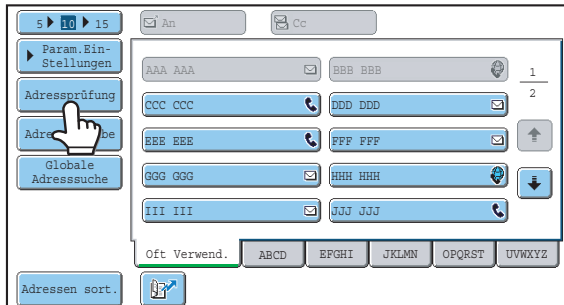 5 10 15
An
Cc
Param.Ein-
Stellungen
Adressprüfung
Globale
Adresssuche
AAA AAA
BBB BBB
CCC CCC
DDD DDD
EEE EEE
FFF FFF
GGG GGG
HHH HHH
III III
JJJ JJJ
1
2
Oft Verwend.
ABCD
EFGHI
JKLMN
OPQRST
UVWXYZ
Adressen sort.